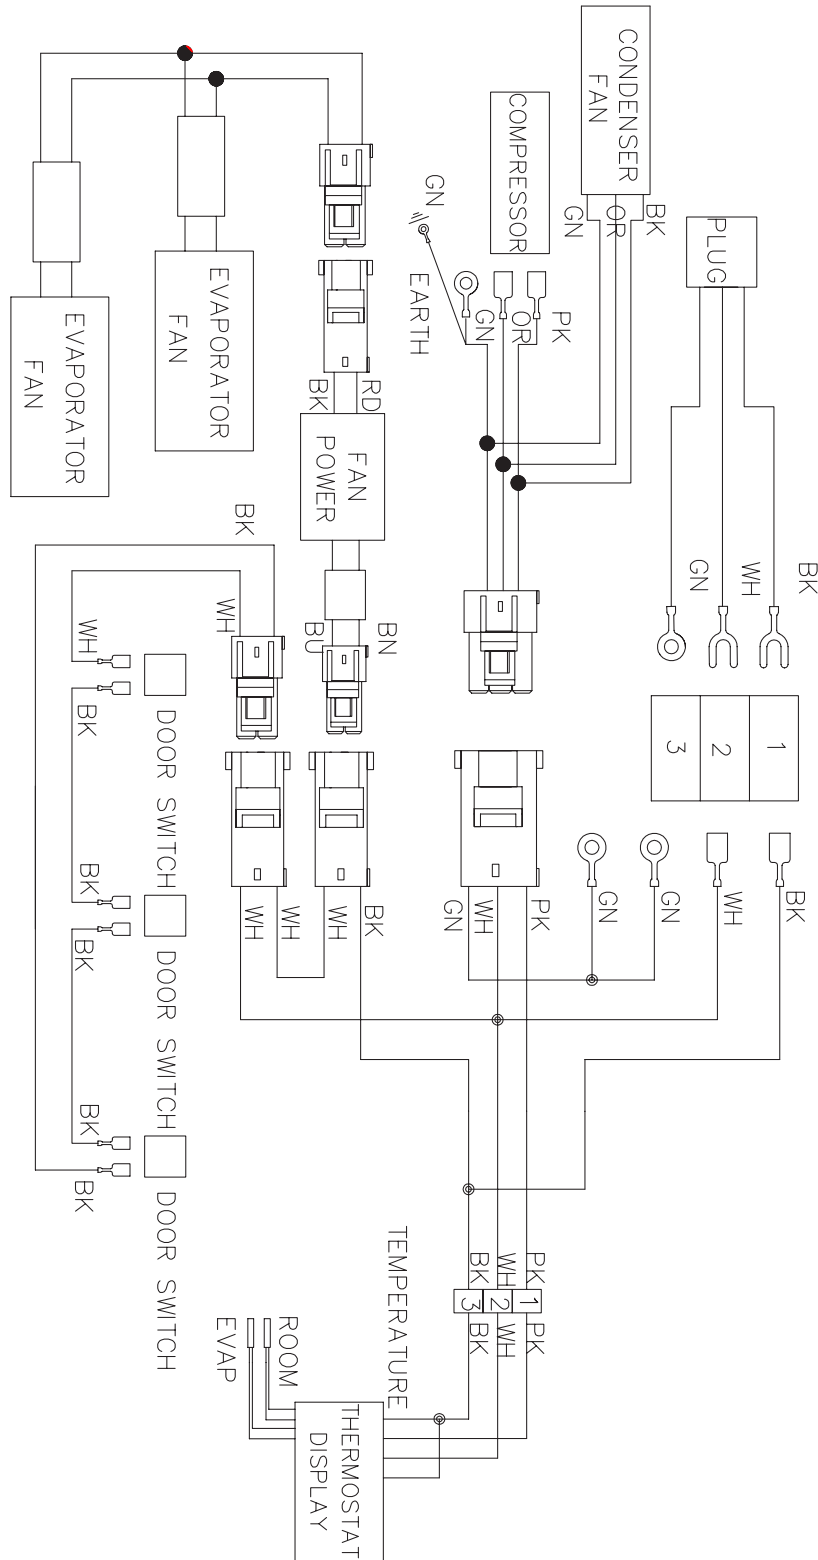 CONDENSER
FAN
GN
OR
BK
COMPRESSOR
GN
EARTH
GN
OR
PK
PLUG
GN
WH
BK
1
2
3
EVAPORATOR
FAN
EVAPORATOR
FAN
BK
RD
FAN
POWER
BU
BN
BK
WH
WH
BK
DOOR SWITCH
BK
BK
DOOR SWITCH
BK
BK
DOOR SWITCH
WH
WH
WH
BK
GN
WH
PK
GN
GN
WH
BK
PK
WH
BK
1
2
3
PK
WH
BK
TEMPERATURE
ROOM
EVAP
THERMOSTAT
DISPLAY